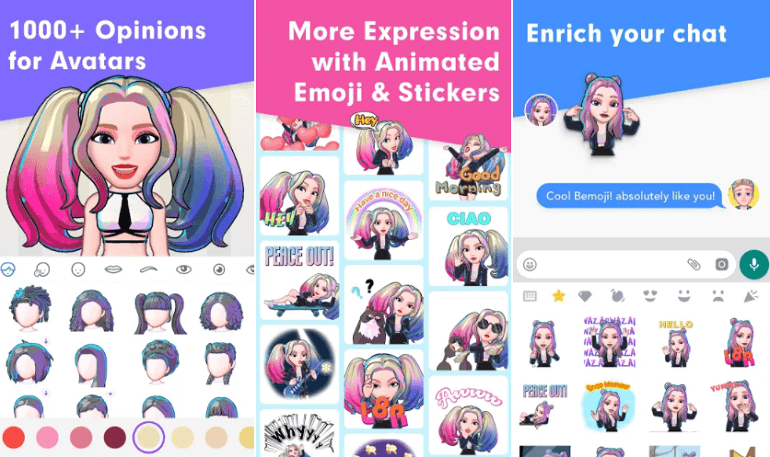 1000+ Opinions
for Avatars
More Expression
with Animated
Emoji & Stickers
Hey
Good
Morning
HEY
Have a nice day
CIAO
PEACE OUT!
? ?
L8R
Awww
Whyyyy
Enrich your chat
Cool Bemoji! absolutely like you!
HELLO
L8R
PEACE OUT!